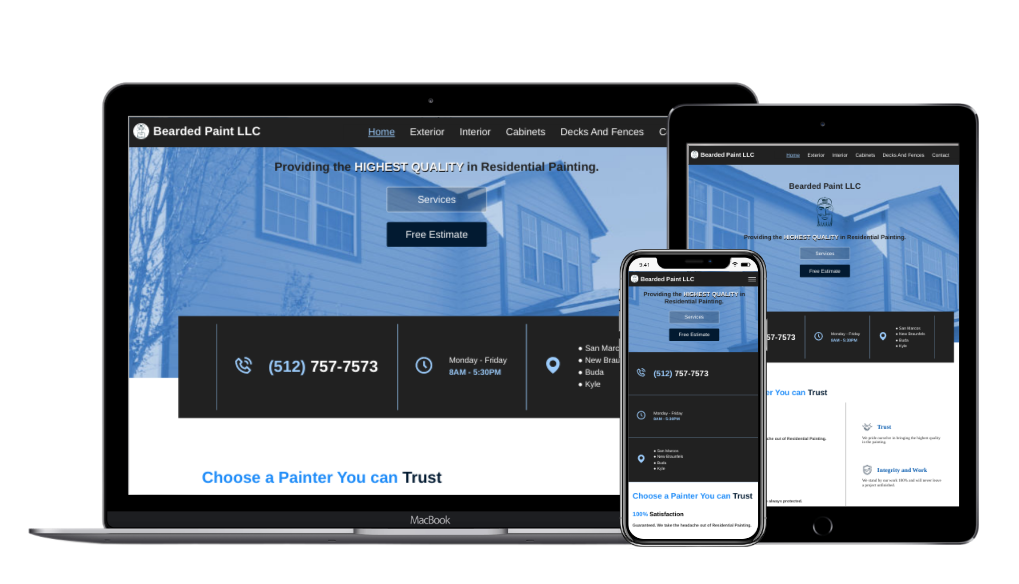 Bearded Paint LLC
Home Exterior Interior Cabinets Decks And Fences C
Providing the HIGHEST QUALITY in Residential Painting.
Services
Free Estimate
(512) 757-7573
Monday - Friday
8AM - 5:30PM
● San Marc
● New Brau
● Buda
● Kyle
Choose a Painter You can Trust
MacBook
9:41
Bearded Paint LLC
Providing the HIGHEST QUALITY in
Residential Painting.
Services
Free Estimate
(512) 757-7573
Monday - Friday
8AM - 5:30PM
● San Marcos
● New Braunfels
● Buda
● Kyle
Choose a Painter You can Trust
100% Satisfaction
Guaranteed. We take the headache out of Residential Painting.
Bearded Paint LLC
Home Exterior Interior Cabinets Decks And Fences Contact
Bearded Paint LLC
Providing the HIGHEST QUALITY in Residential Painting.
Services
Free Estimate
57-7573
Monday - Friday
8AM - 5:30PM
● San Marcos
● New Braunfels
● Buda
● Kyle
er You can Trust
out of Residential Painting.
Trust
We pride ourselve in bringing the highest quality
Integrity and Work
We stand by our work 100% and will never leave
a project unfinished.
always protected.